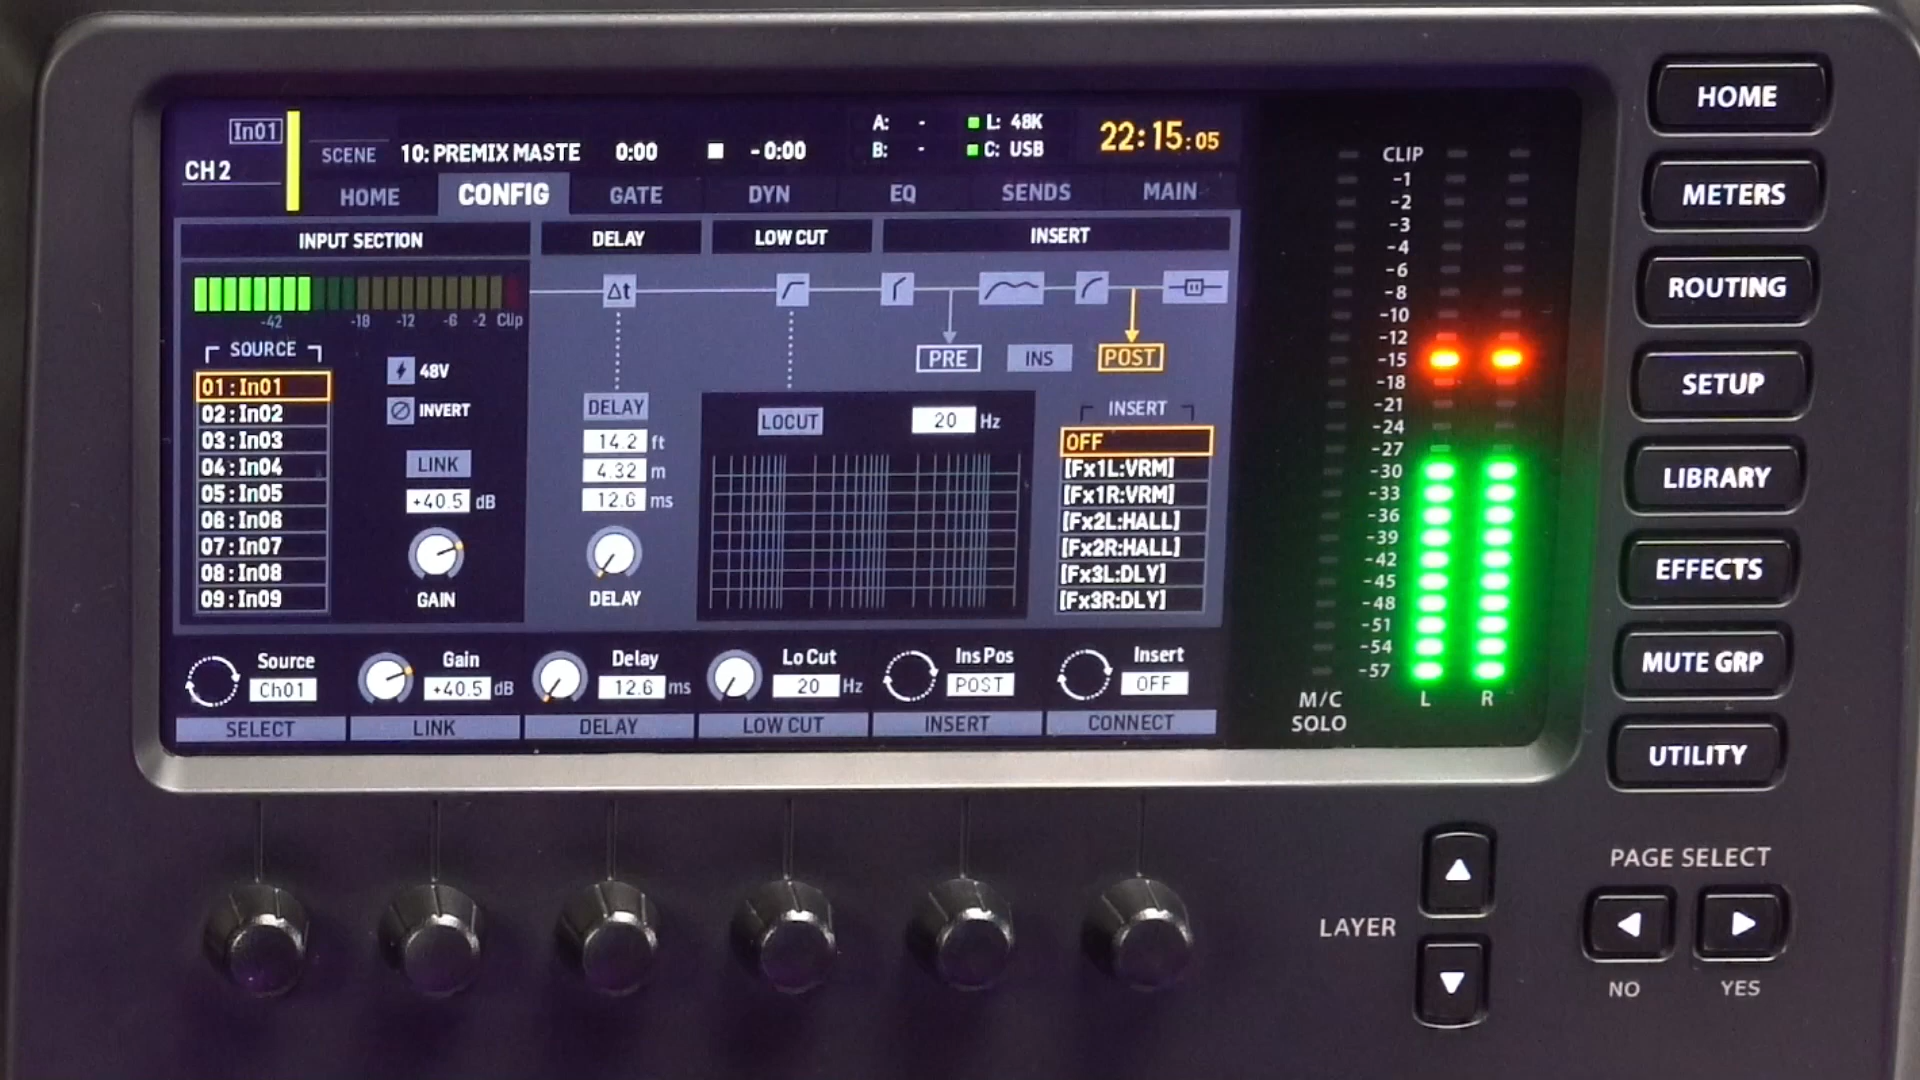 In01
CH 2
SCENE 10: PREMIX MASTE 0:00 - 0:00
A: - L: 48K
B: - C: USB
22:15:05
HOME CONFIG GATE DYN EQ SENDS MAIN
INPUT SECTION DELAY LOW CUT INSERT
Δt
-42 -18 -12 -6 -2 Clip
SOURCE
01:In01
02:In02
03:In03
04:In04
05:In05
06:In06
07:In07
08:In08
09:In09
48V
INVERT
LINK
+40.5 dB
GAIN
DELAY
14.2 ft
4.32 m
12.6 ms
DELAY
LOCUT 20 Hz
PRE INS POST
INSERT
OFF
[Fx1L:VRM]
[Fx1R:VRM]
[Fx2L:HALL]
[Fx2R:HALL]
[Fx3L:DLY]
[Fx3R:DLY]
Source
Ch01
SELECT
Gain
+40.5 dB
LINK
Delay
12.6 ms
DELAY
Lo Cut
20 Hz
LOW CUT
Ins Pos
POST
INSERT
Insert
OFF
CONNECT
CLIP
-1
-2
-3
-4
-6
-8
-10
-12
-15
-18
-21
-24
-27
-30
-33
-36
-39
-42
-45
-48
-51
-54
-57
M/C
SOLO
L R
HOME
METERS
ROUTING
SETUP
LIBRARY
EFFECTS
MUTE GRP
UTILITY
LAYER
PAGE SELECT
NO YES